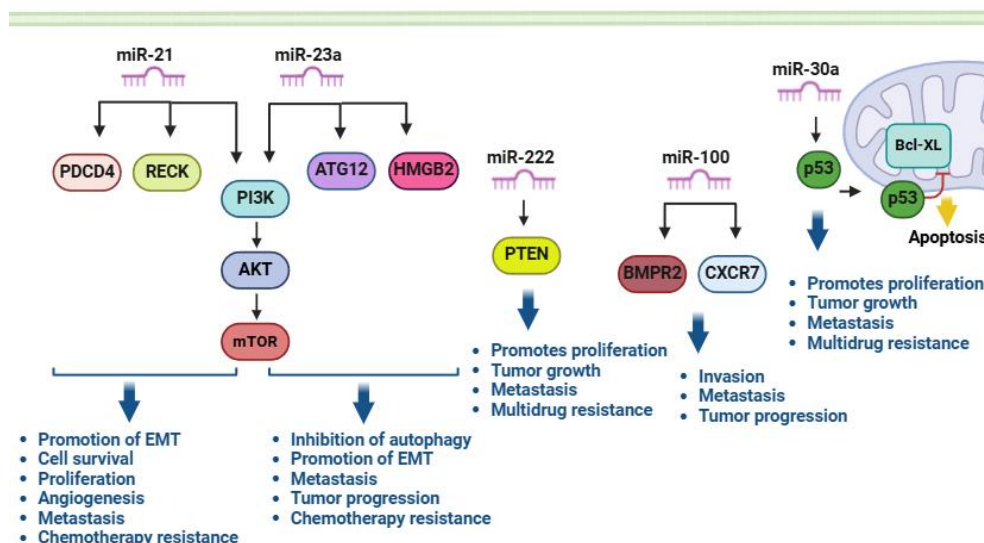 miR-21
miR-23a
miR-30a
Bcl-XL
PDCD4
RECK
ATG12
HMGB2
miR-222
miR-100
p53
PI3K
p53
Apoptosis
PTEN
AKT
BMPR2
CXCR7
mTOR
• Promotes proliferation
• Tumor growth
• Metastasis
• Multidrug resistance
• Promotes proliferation
• Tumor growth
• Metastasis
• Multidrug resistance
• Invasion
• Metastasis
• Tumor progression
• Promotion of EMT
• Cell survival
• Proliferation
• Angiogenesis
• Metastasis
• Chemotherapy resistance
• Inhibition of autophagy
• Promotion of EMT
• Metastasis
• Tumor progression
• Chemotherapy resistance